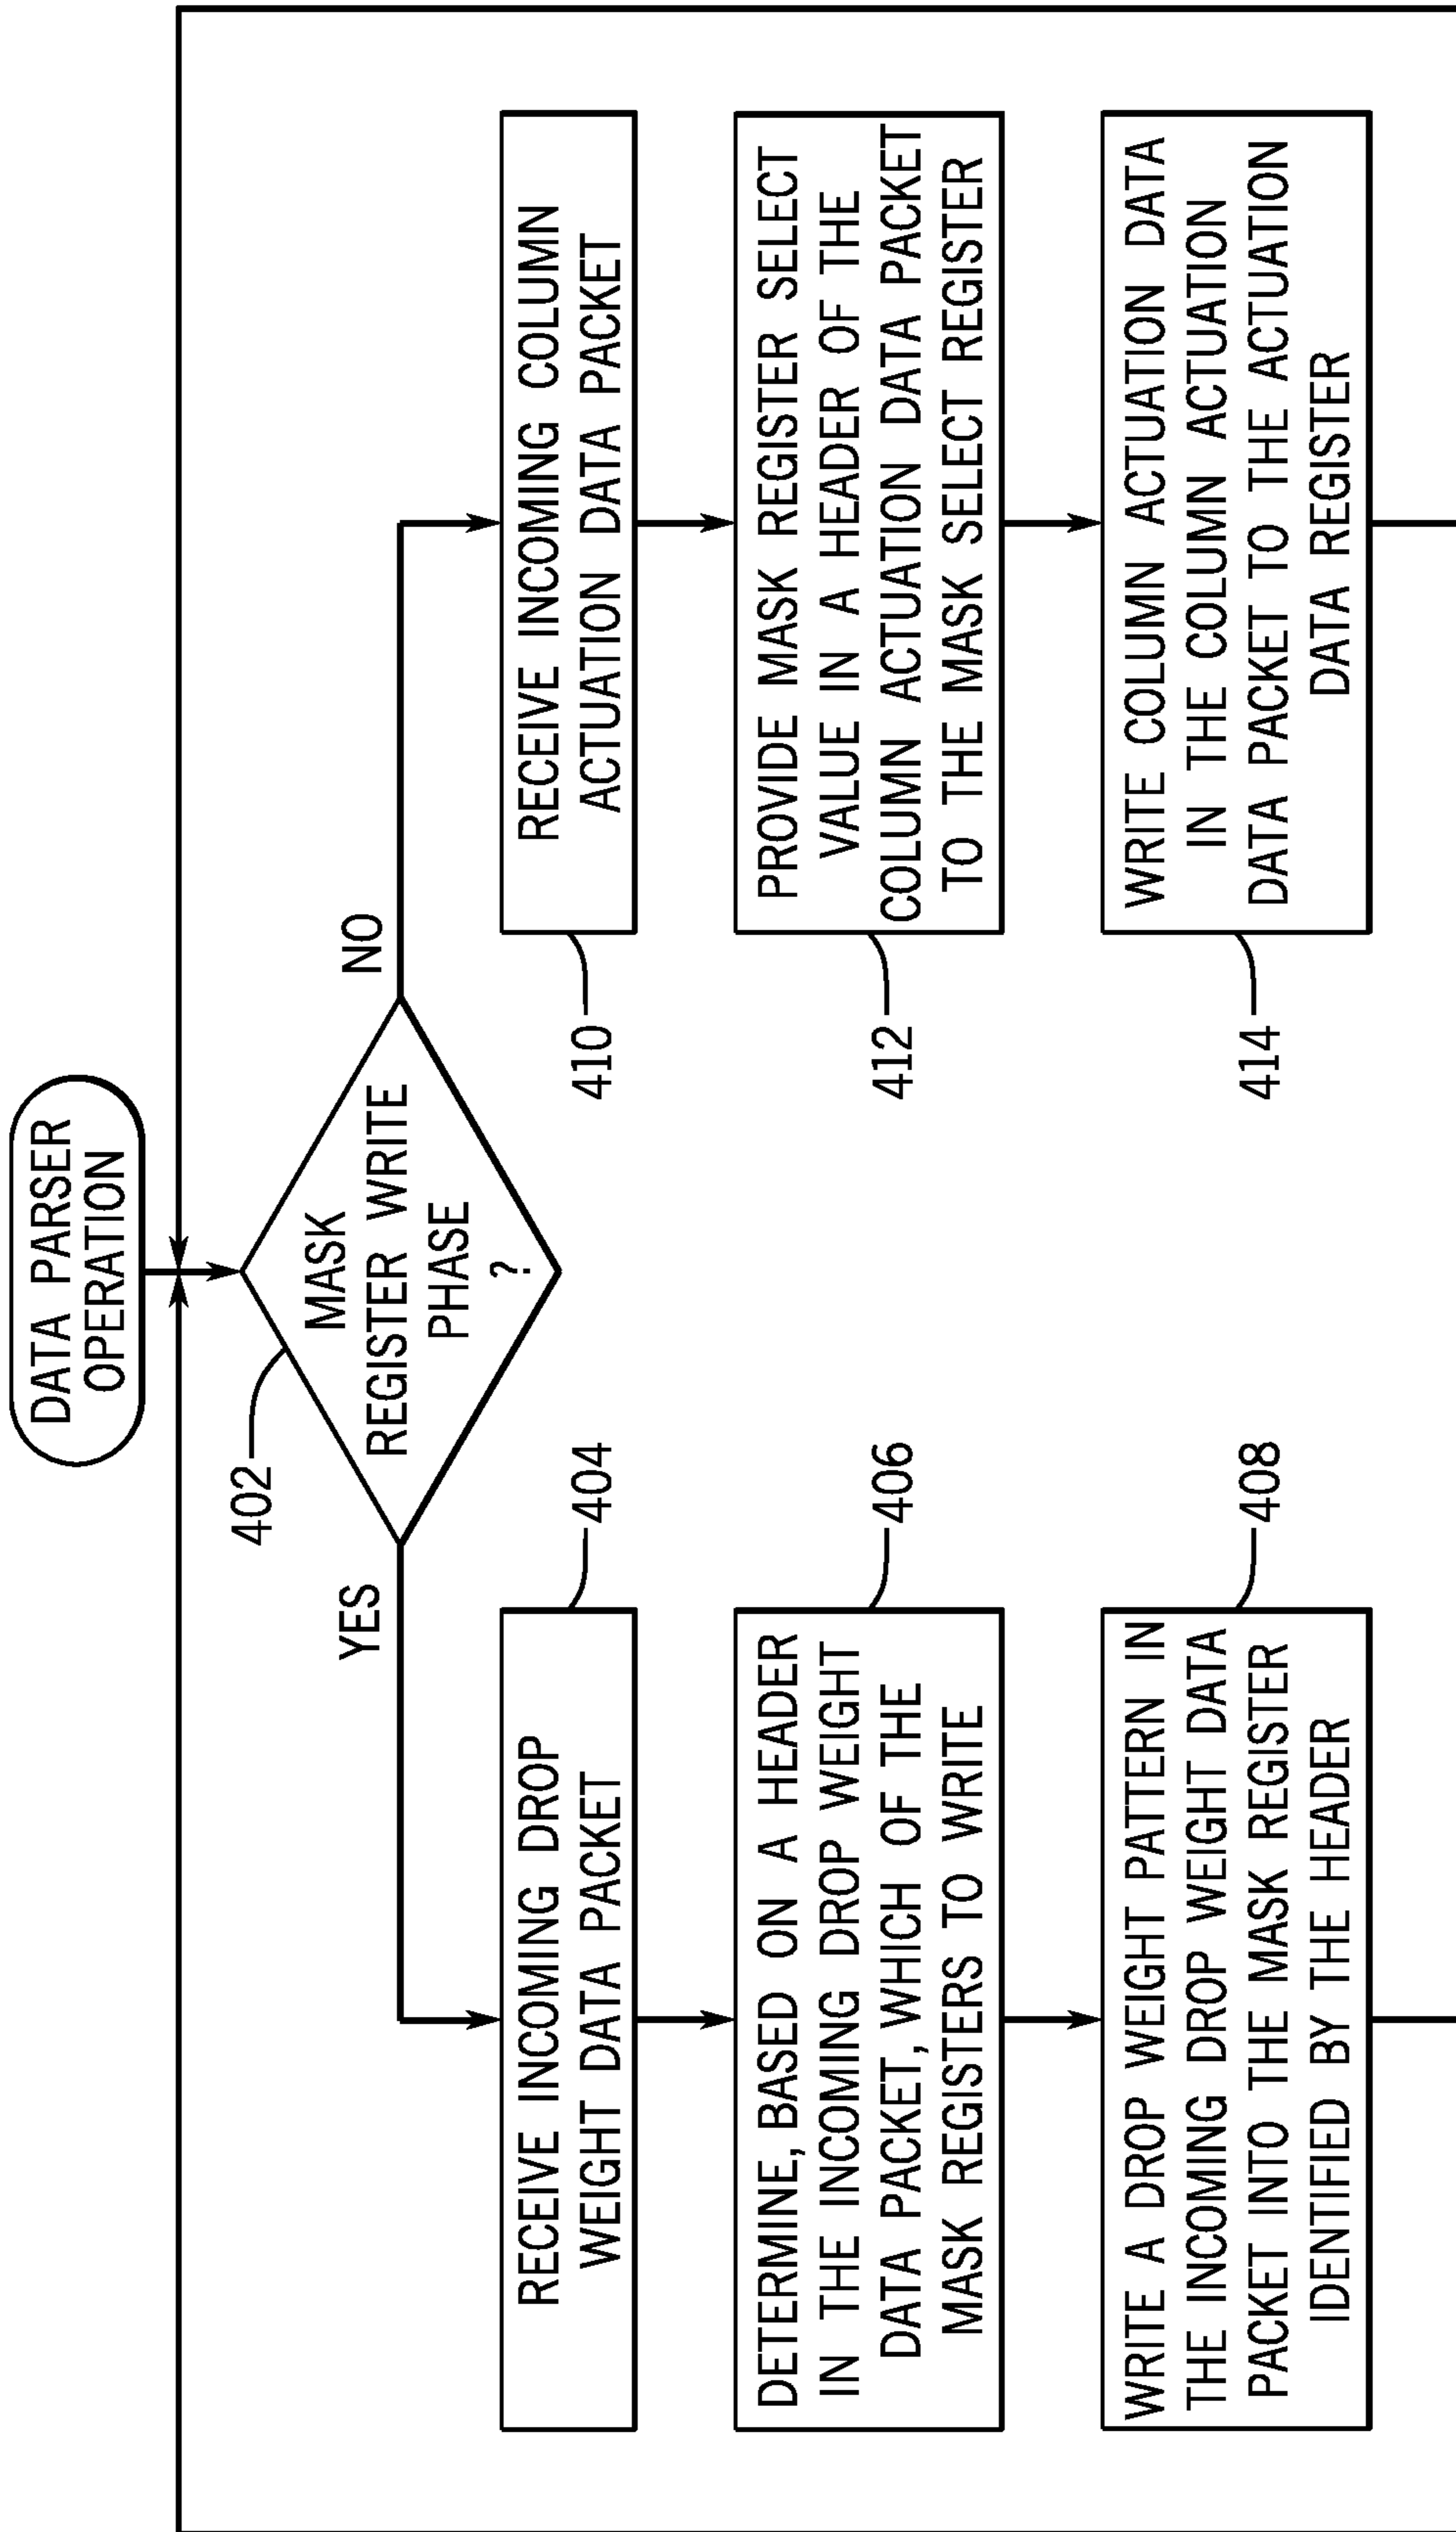 DATA PARSER
OPERATION
402
MASK
REGISTER WRITE
PHASE
?
YES
NO
404
RECEIVE INCOMING DROP
WEIGHT DATA PACKET
406
DETERMINE, BASED ON A HEADER
IN THE INCOMING DROP WEIGHT
DATA PACKET, WHICH OF THE
MASK REGISTERS TO WRITE
408
WRITE A DROP WEIGHT PATTERN IN
THE INCOMING DROP WEIGHT DATA
PACKET INTO THE MASK REGISTER
IDENTIFIED BY THE HEADER
410
RECEIVE INCOMING COLUMN
ACTUATION DATA PACKET
412
PROVIDE MASK REGISTER SELECT
VALUE IN A HEADER OF THE
COLUMN ACTUATION DATA PACKET
TO THE MASK SELECT REGISTER
414
WRITE COLUMN ACTUATION DATA
IN THE COLUMN ACTUATION
DATA PACKET TO THE ACTUATION
DATA REGISTER